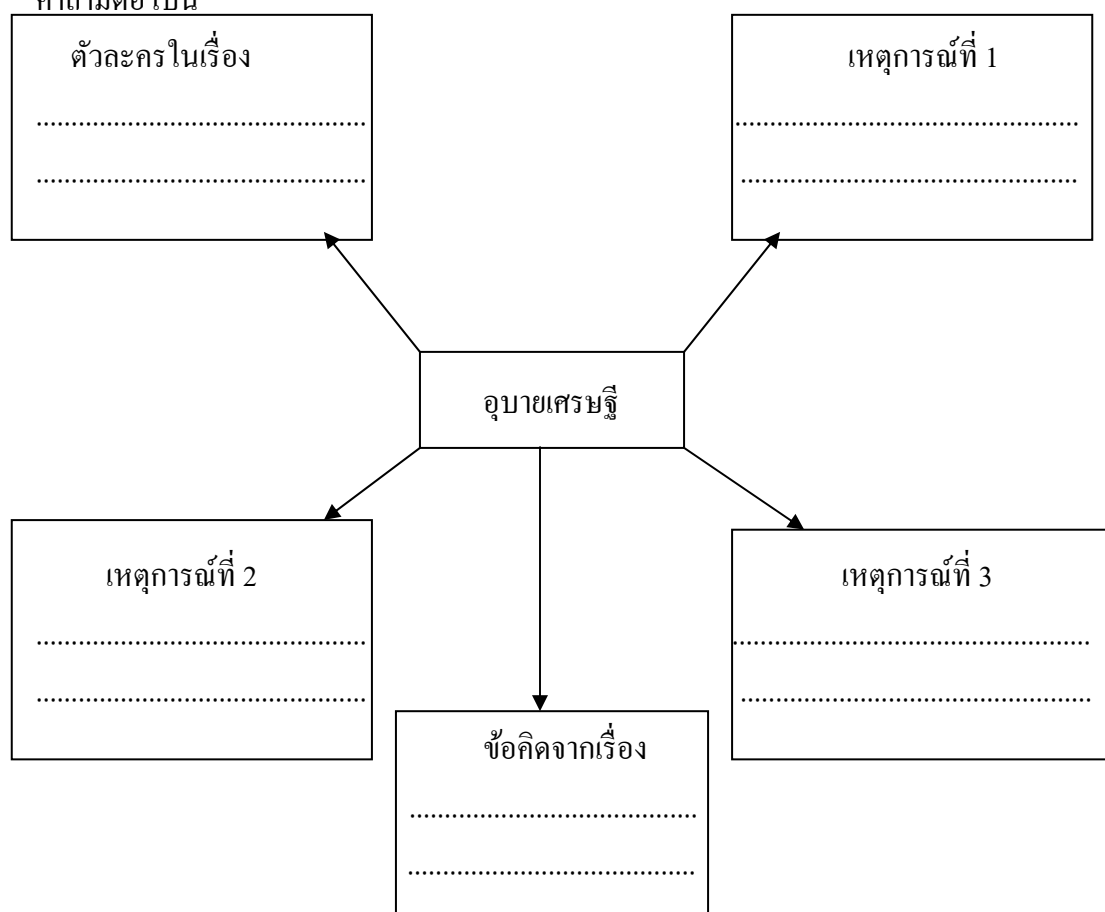 ตัวละครในเรื่อง
...............................................
...............................................
เหตุการณ์ที่ 1
.................................................
................................................
อุบายเศรษฐี
เหตุการณ์ที่ 2
...............................................
...............................................
เหตุการณ์ที่ 3
...................................................
..................................................
ข้อคิดจากเรื่อง
.........................................
.........................................